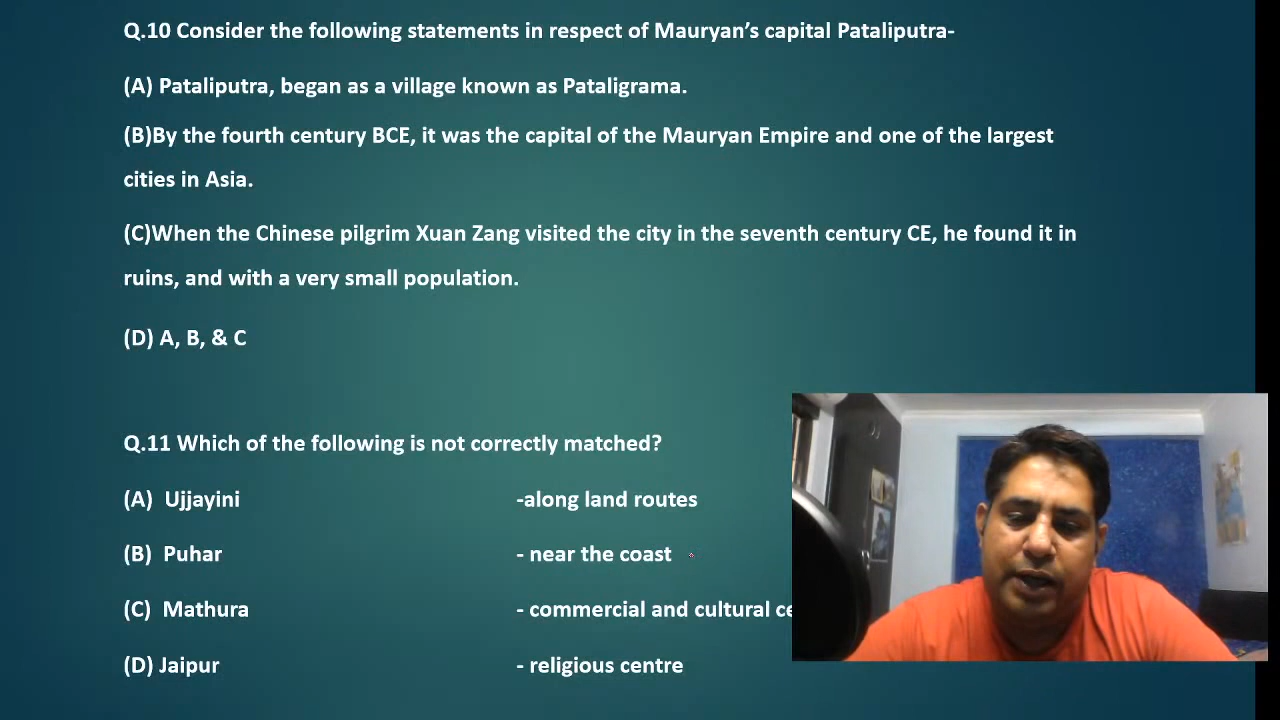 Q.10 Consider the following statements in respect of Mauryan’s capital Pataliputra-
(A) Pataliputra, began as a village known as Pataligrama.
(B)By the fourth century BCE, it was the capital of the Mauryan Empire and one of the largest
cities in Asia.
(C)When the Chinese pilgrim Xuan Zang visited the city in the seventh century CE, he found it in
ruins, and with a very small population.
(D) A, B, & C
Q.11 Which of the following is not correctly matched?
(A) Ujjayini -along land routes
(B) Puhar - near the coast
(C) Mathura - commercial and cultural
(D) Jaipur - religious centre